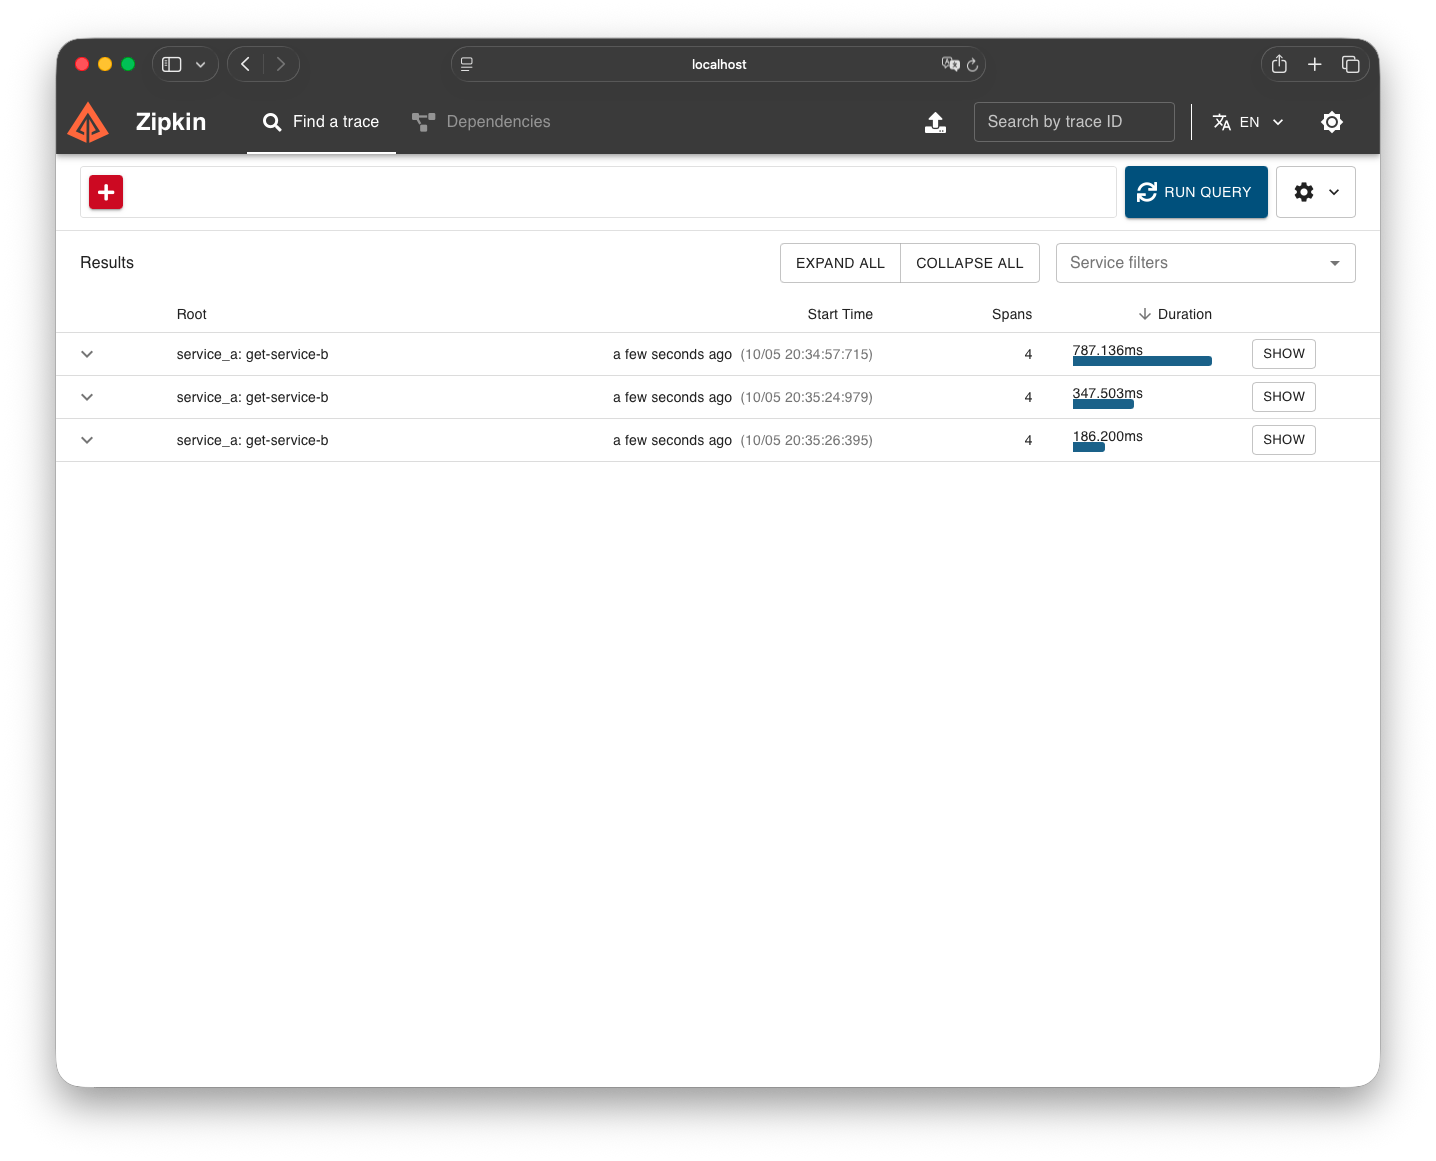 localhost
Zipkin
Find a trace
Dependencies
Search by trace ID
EN
RUN QUERY
Results
EXPAND ALL
COLLAPSE ALL
Service filters
Root Start Time Spans Duration
service_a: get-service-b a few seconds ago (10/05 20:34:57:715) 4 787.136ms SHOW
service_a: get-service-b a few seconds ago (10/05 20:35:24:979) 4 347.503ms SHOW
service_a: get-service-b a few seconds ago (10/05 20:35:26:395) 4 186.200ms SHOW